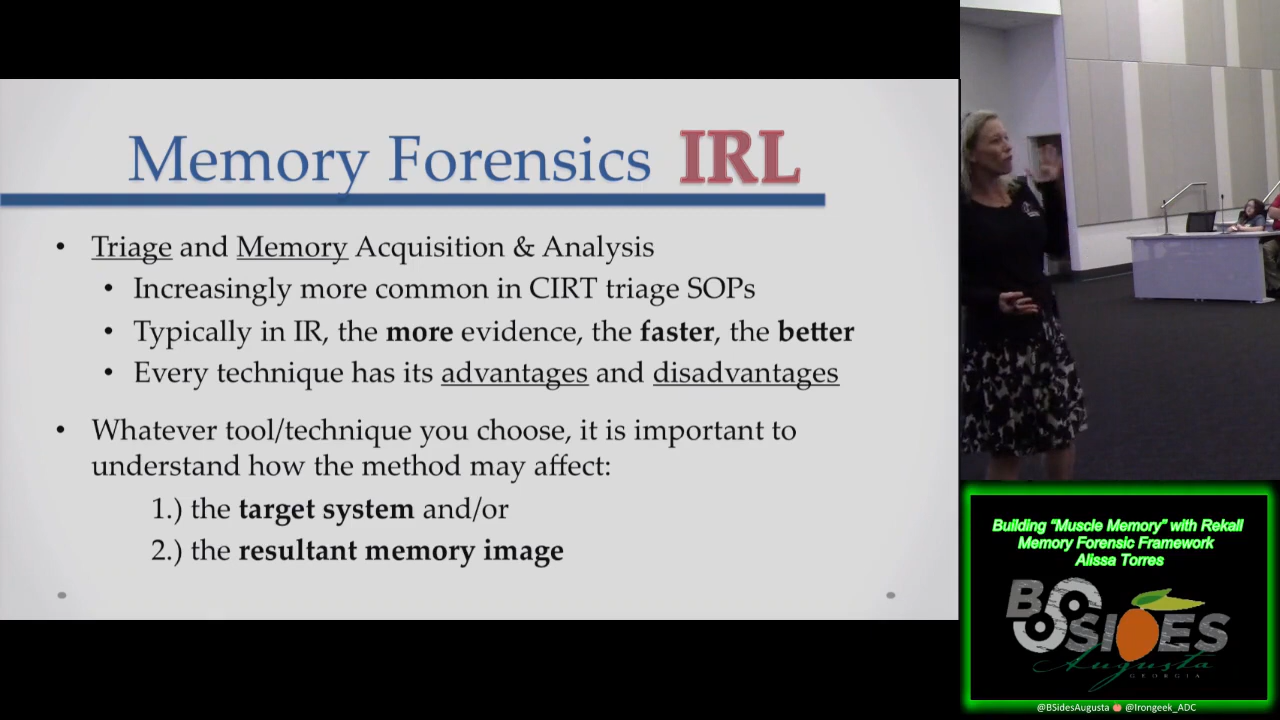 Memory Forensics IRL
• Triage and Memory Acquisition & Analysis
• Increasingly more common in CIRT triage SOPs
• Typically in IR, the more evidence, the faster, the better
• Every technique has its advantages and disadvantages
• Whatever tool/technique you choose, it is important to
understand how the method may affect:
1.) the target system and/or
2.) the resultant memory image
Building “Muscle Memory” with Rekall
Memory Forensic Framework
Alissa Torres
BSIDES
Augusta
GEORGIA
@BSidesAugusta @Irongeek_ADC